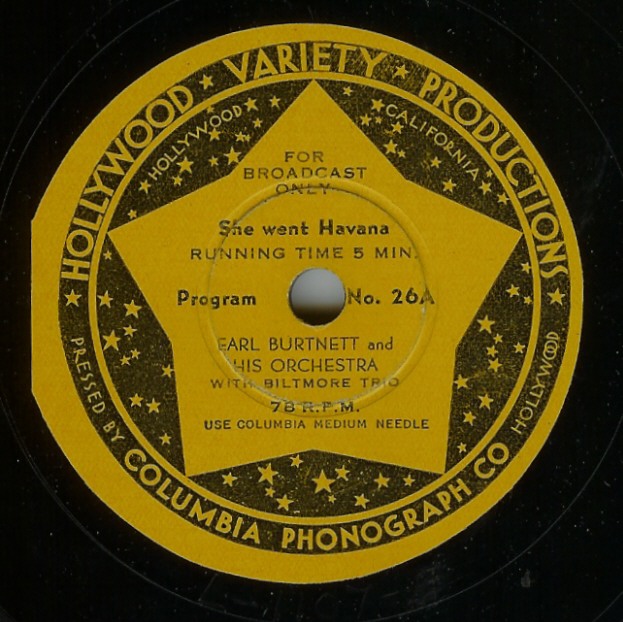 HOLLYWOOD ★ VARIETY ★ PRODUCTIONS
HOLLYWOOD
CALIFORNIA
FOR
BROADCAST
ONLY
She went Havana
RUNNING TIME 5 MIN.
Program No. 26A
EARL BURTNETT and
HIS ORCHESTRA
WITH BILTMORE TRIO
78 R.P.M.
USE COLUMBIA MEDIUM NEEDLE
PRESSED BY COLUMBIA PHONOGRAPH CO HOLLYWOOD